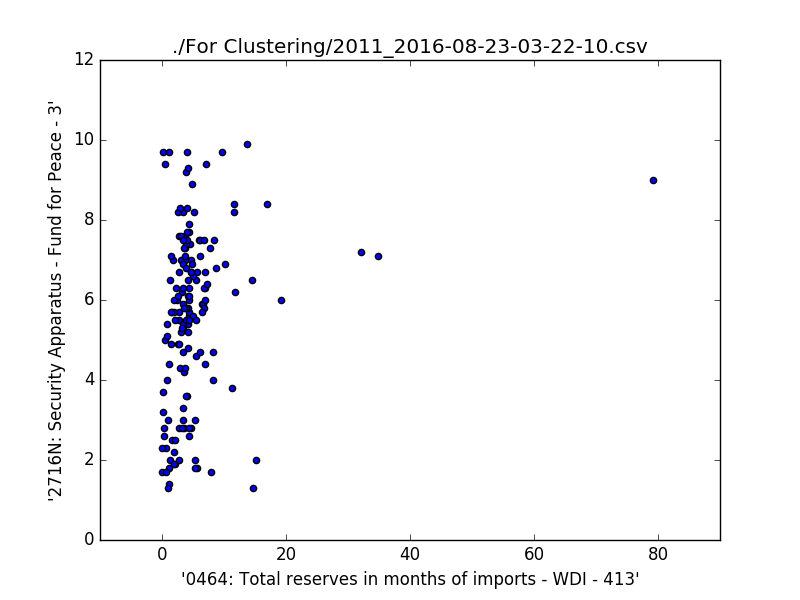 ./For Clustering/2011_2016-08-23-03-22-10.csv
12
10
8
6
4
2
0
'2716N: Security Apparatus - Fund for Peace - 3'
0 20 40 60 80
'0464: Total reserves in months of imports - WDI - 413'